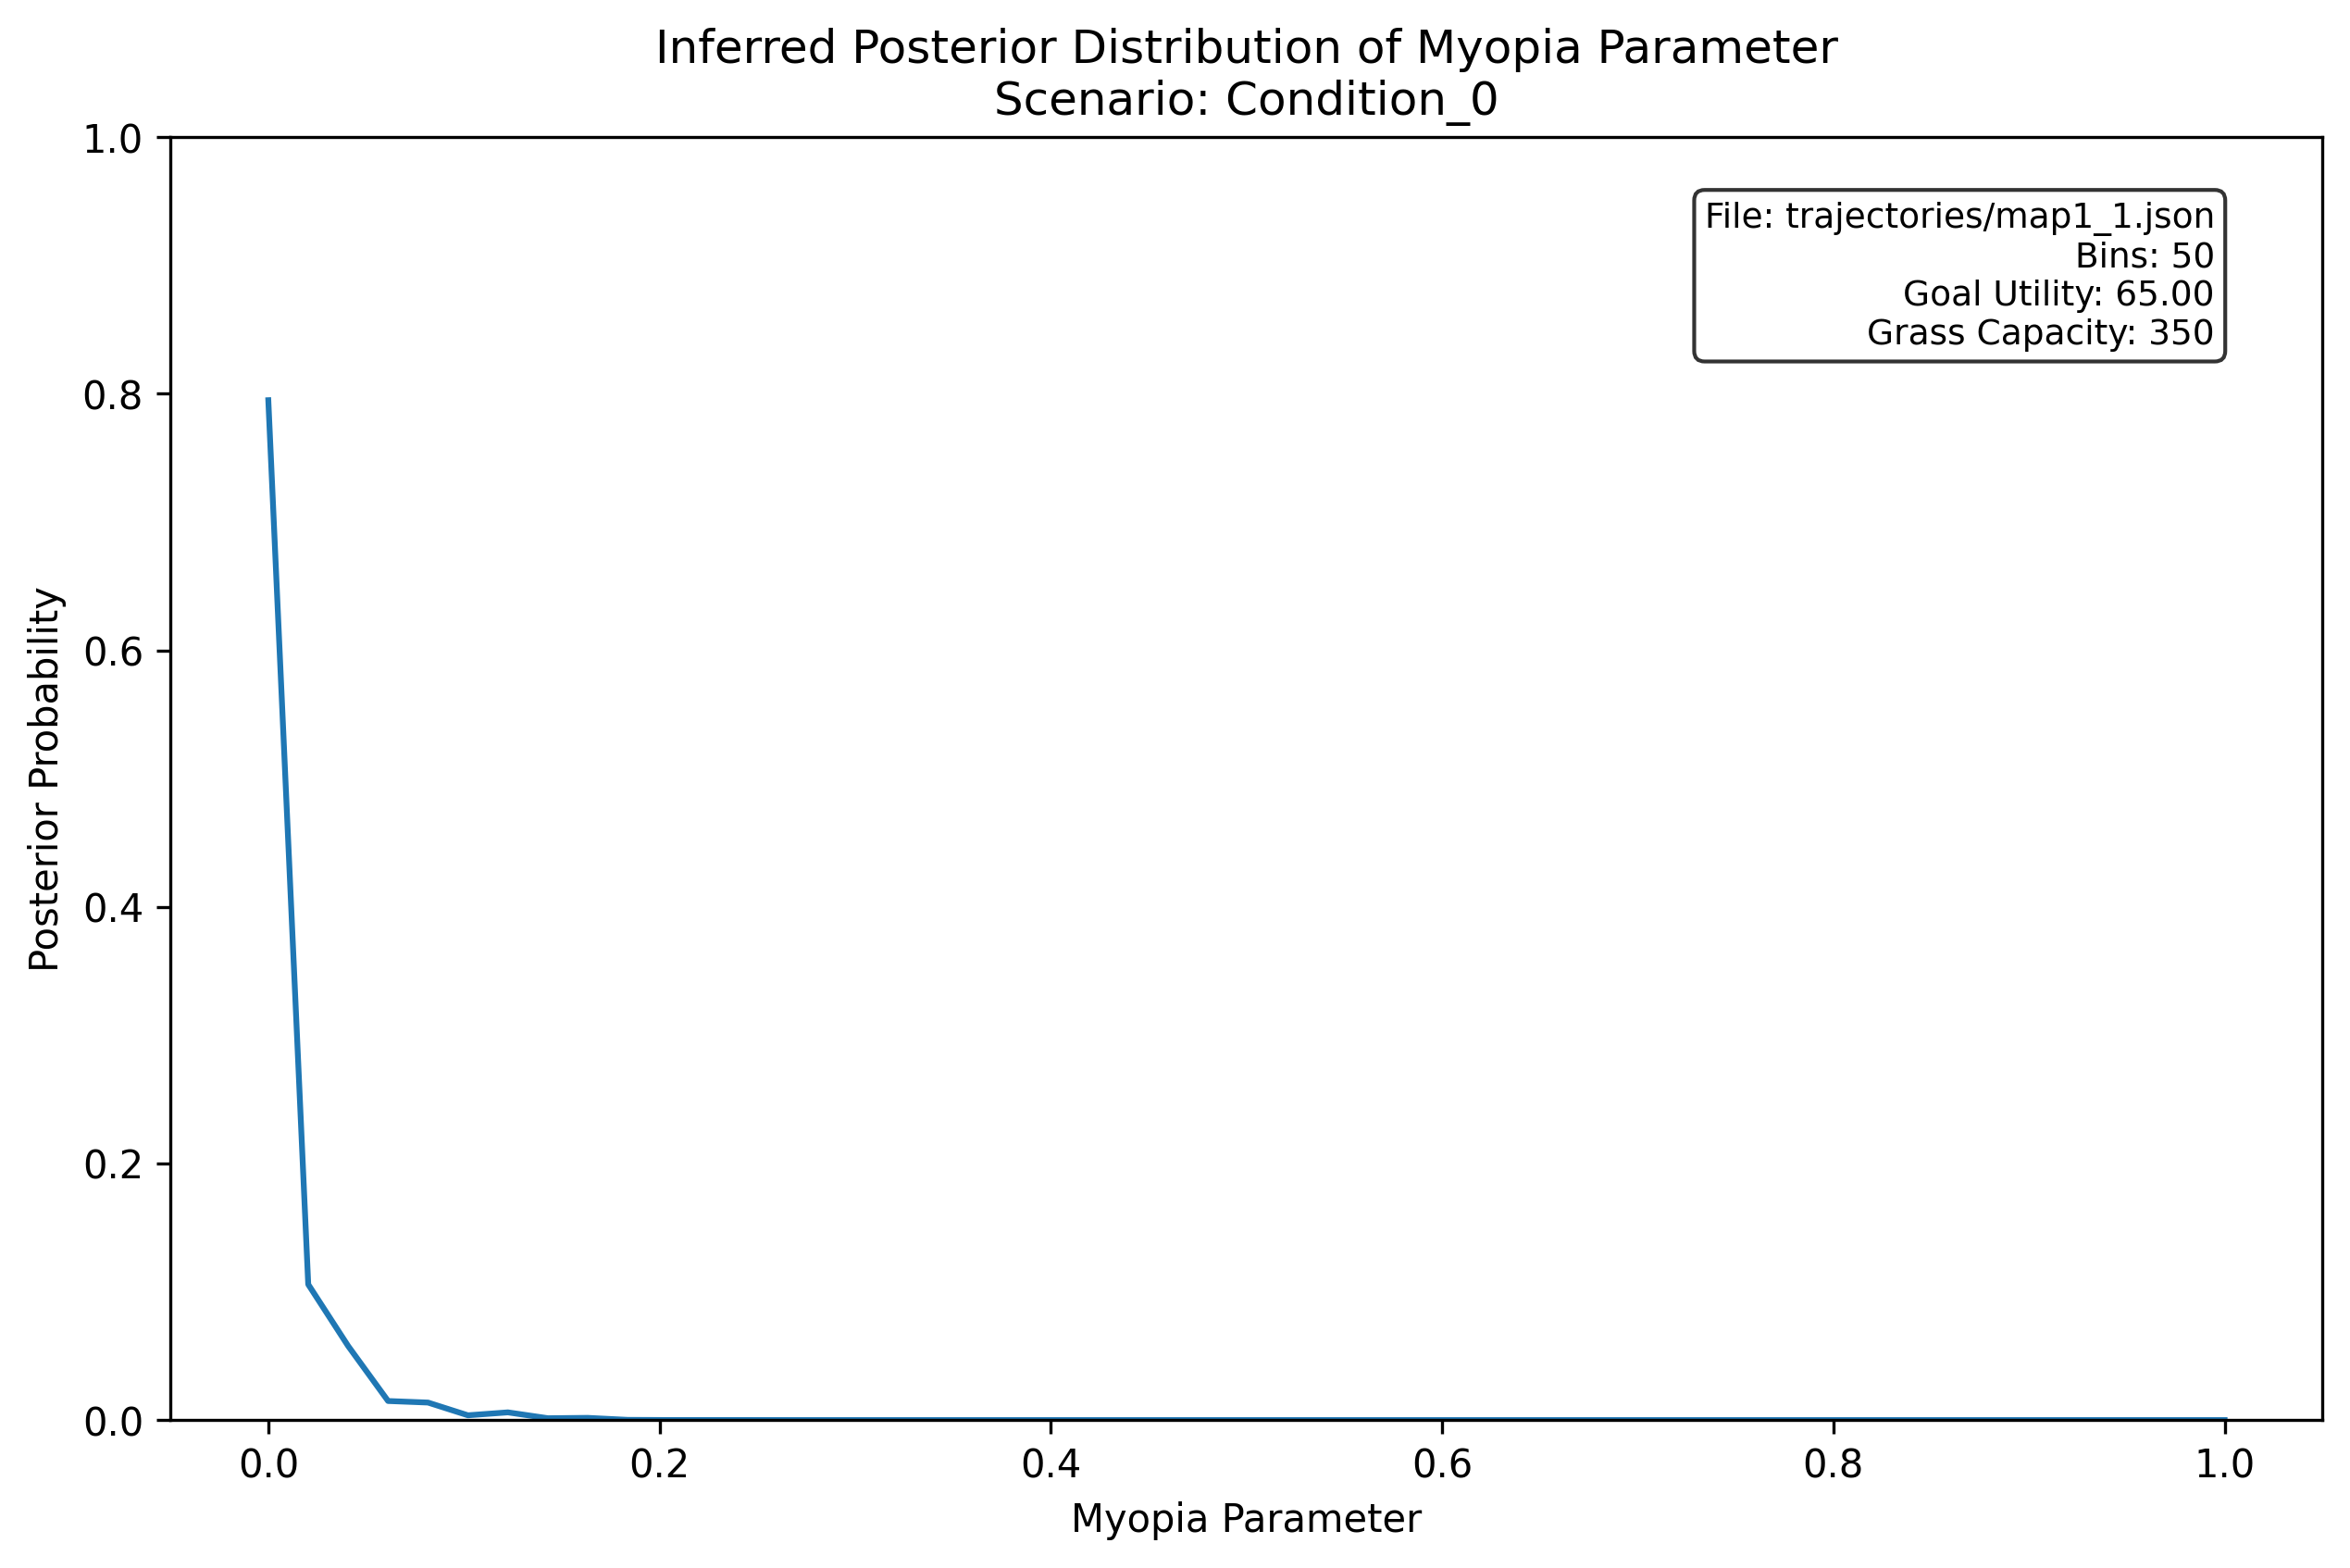 Inferred Posterior Distribution of Myopia Parameter
Scenario: Condition_0
File: trajectories/map1_1.json
Bins: 50
Goal Utility: 65.00
Grass Capacity: 350
Posterior Probability
1.0
0.8
0.6
0.4
0.2
0.0
0.0 0.2 0.4 0.6 0.8 1.0
Myopia Parameter